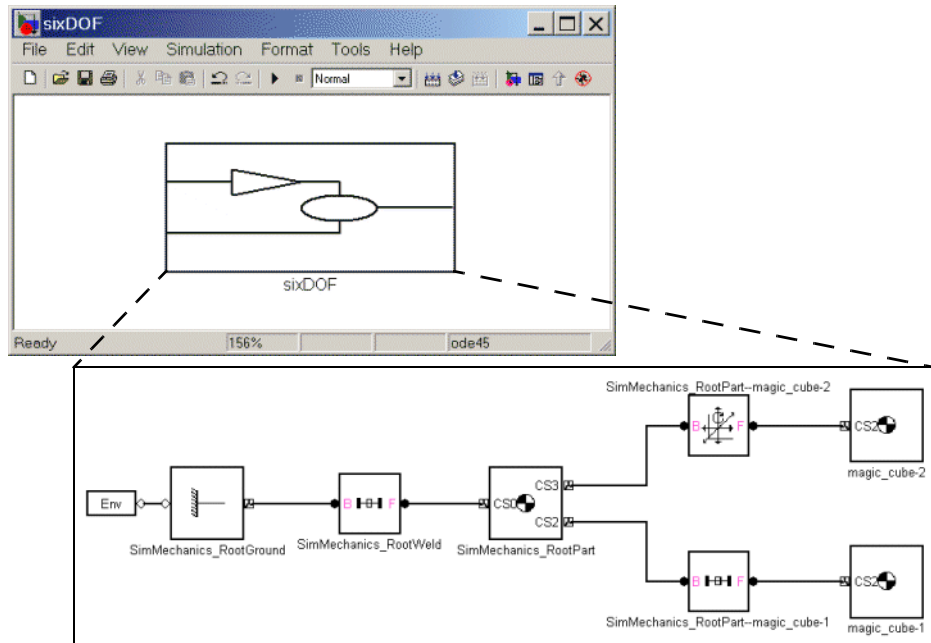 sixDOF
File Edit View Simulation Format Tools Help
Normal
sixDOF
Ready 156% ode45
SimMechanics_RootPart--magic_cube-2
B F
CS2
magic_cube-2
Env
SimMechanics_RootGround
B F
SimMechanics_RootWeld
CS0 CS3
CS2
SimMechanics_RootPart
B F
CS2
SimMechanics_RootPart--magic_cube-1
magic_cube-1